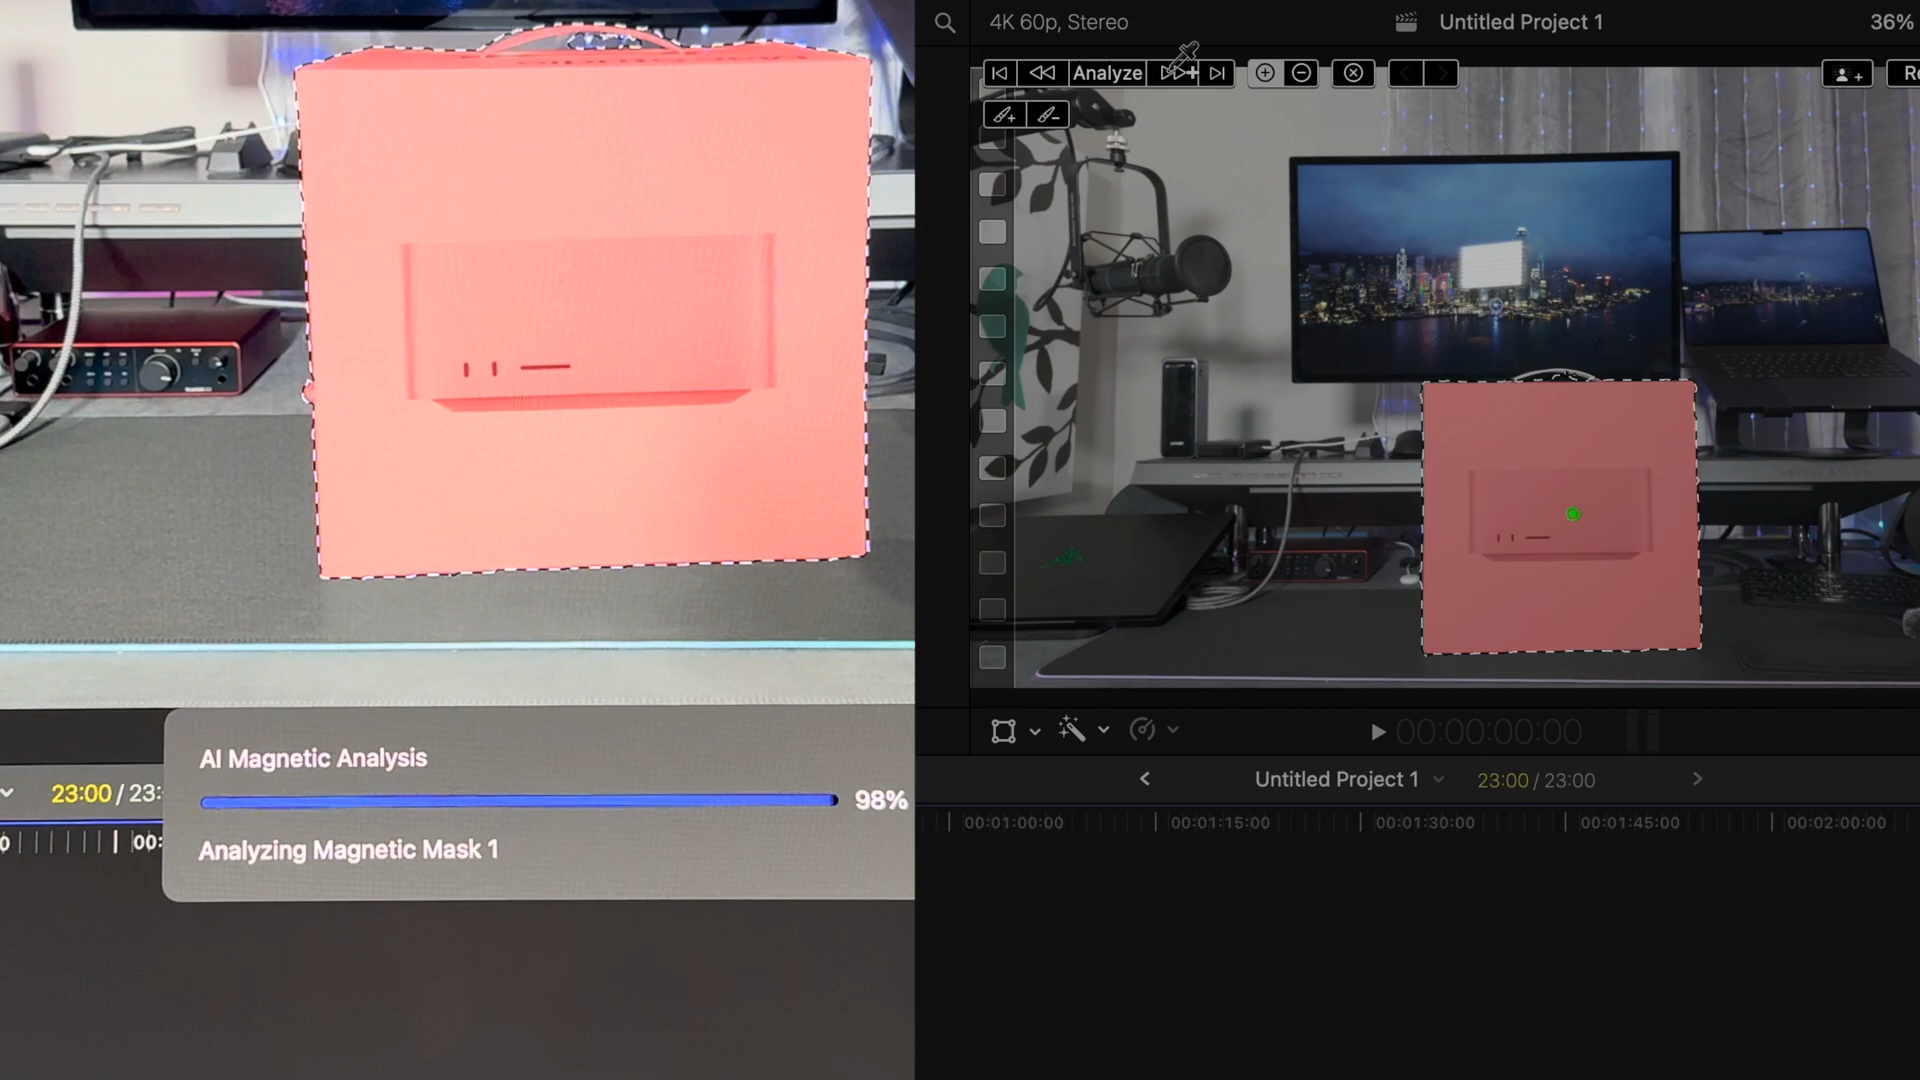 23:00 / 23:
00:
AI Magnetic Analysis
98%
Analyzing Magnetic Mask 1
4K 60p, Stereo
Untitled Project 1
36%
Analyze
Re
00:00:00:00
Untitled Project 1
23:00 / 23:00
00:01:00:00
00:01:15:00
00:01:30:00
00:01:45:00
00:02:00:00